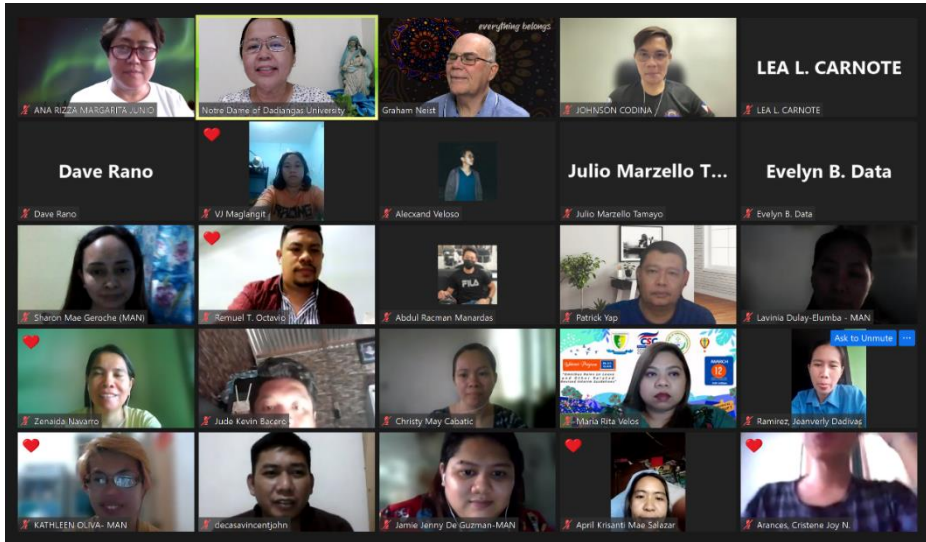 everything belongs
ANA RIZZA MARGARITA JUNIO
Notre Dame of Dadiangas University
Graham Neist
JOHNSON CODINA
LEA L. CARNOTE
LEA L. CARNOTE
Dave Rano
Dave Rano
VJ Maglangit
Alecxand Veloso
Julio Marzello T...
Julio Marzello Tamayo
Evelyn B. Data
Evelyn B. Data
Sharon Mae Geroche (MAN)
Remuel T. Octavio
FILA
Abdul Racman Manardas
Patrick Yap
Lavinia Dulay-Elumba - MAN
Zenaida Navarro
Jude Kevin Bacero
Christy May Cabatic
CSC
MARCH
12
Maria Rita Velos
Ask to Unmute
Ramirez, Jeanverly Dadivas
KATHLEEN OLIVA- MAN
decasavincentjohn
Jamie Jenny De Guzman-MAN
April Krisanti Mae Salazar
Arances, Cristene Joy N.